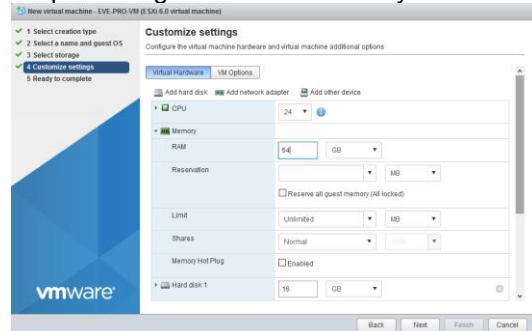 New virtual machine - EVE-PRO-VM (ESXi 6.0 virtual machine)
1 Select creation type
2 Select a name and guest OS
3 Select storage
4 Customize settings
5 Ready to complete
Customize settings
Configure the virtual machine hardware and virtual machine additional options
Virtual Hardware VM Options
Add hard disk Add network adapter Add other device
CPU 24
Memory
RAM 64 GB
Reservation MB
Reserve all guest memory (All locked)
Limit Unlimited MB
Shares Normal
Memory Hot Plug Enabled
Hard disk 1 16 GB
vmware
Back Next Finish Cancel